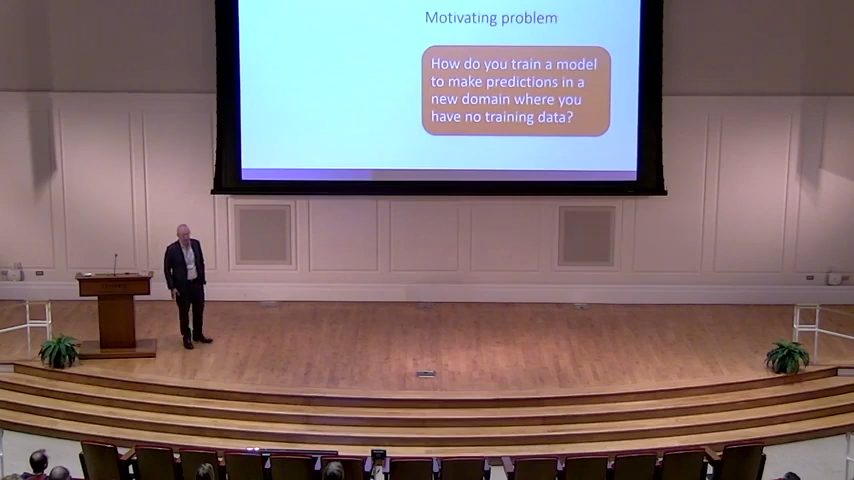 Motivating problem
How do you train a model
to make predictions in a
new domain where you
have no training data?